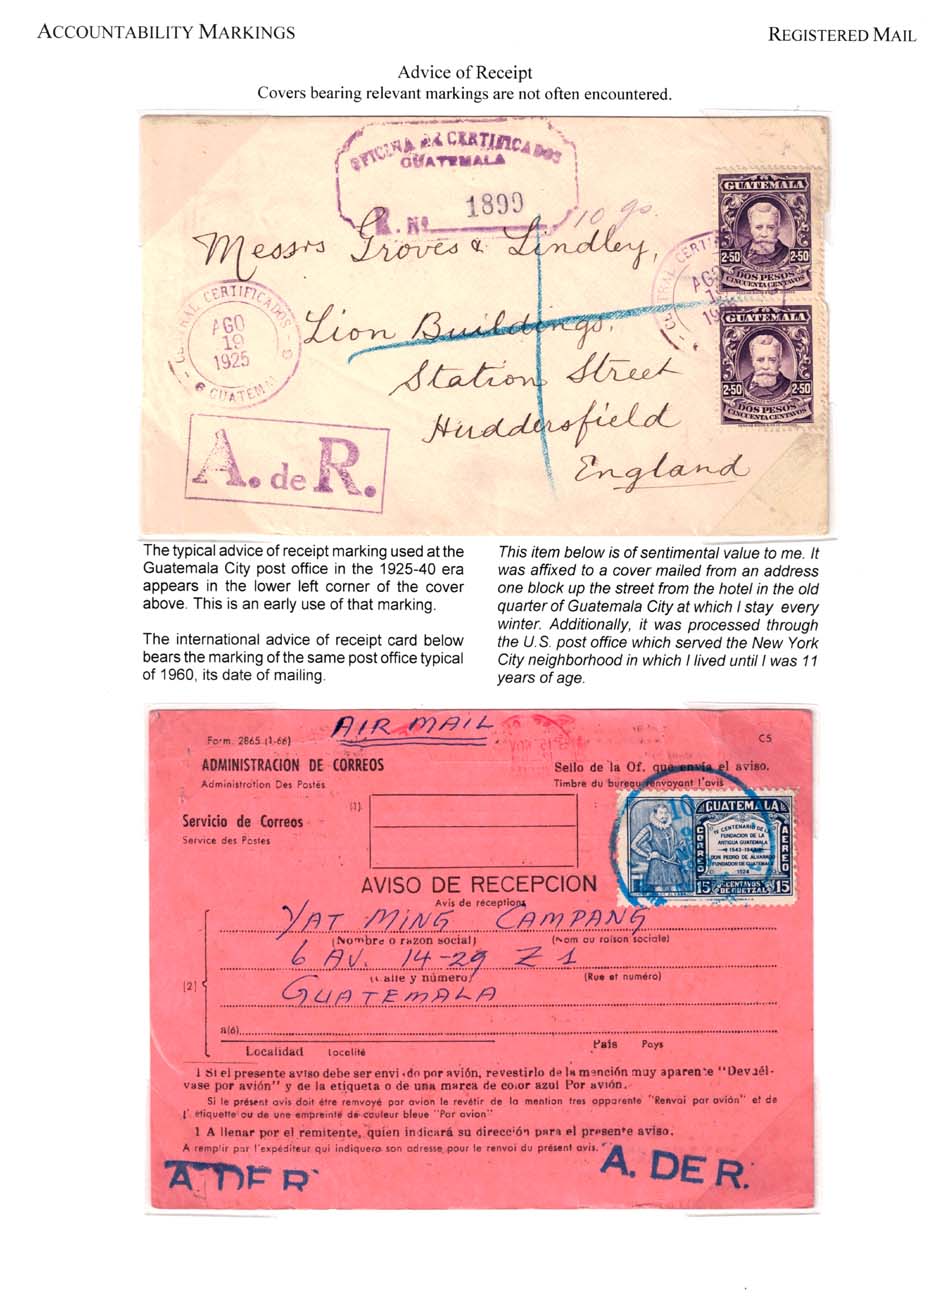 ACCOUNTABILITY MARKINGS
REGISTERED MAIL
Advice of Receipt
Covers bearing relevant markings are not often encountered.
OFICINA DE CERTIFICADOS
GUATEMALA
R. No 1899
10 gs.
Messrs Groves & Lindley,
Lion Buildings,
Station Street
Huddersfield
England
CENTRAL CERTIFICADOS
AGO
19
1925
GUATEMALA
GUATEMALA
2·50 2·50
DOS PESOS
CINCUENTA CENTAVOS
GUATEMALA
2·50 2·50
DOS PESOS
CINCUENTA CENTAVOS
A. de R.
The typical advice of receipt marking used at the
Guatemala City post office in the 1925-40 era
appears in the lower left corner of the cover
above. This is an early use of that marking.
The international advice of receipt card below
bears the marking of the same post office typical
of 1960, its date of mailing.
This item below is of sentimental value to me. It
was affixed to a cover mailed from an address
one block up the street from the hotel in the old
quarter of Guatemala City at which I stay every
winter. Additionally, it was processed through
the U.S. post office which served the New York
City neighborhood in which I lived until I was 11
years of age.
AIR MAIL
Form. 2865 (1-66)
C5
ADMINISTRACION DE CORREOS
Administration Des Postes
Sello de la Of. que envía el aviso.
Timbre du bureau renvoyant l'avis
Servicio de Correos
Service des Postes
(1)
GUATEMALA
IV CENTENARIO DE LA
FUNDACION DE LA
ANTIGUA GUATEMALA
1543-1943
DON PEDRO DE ALVARADO
FUNDADOR DE GUATEMALA
1524
CORREO AEREO
15 CENTAVOS DE QUETZAL 15
AVISO DE RECEPCION
Avis de réception
YAT MING CAMPANG
(Nombre o razon social) (Nom ou raison sociale)
6 AV. 14-29 Z 1
(Calle y número) (Rue et numéro)
(2)
GUATEMALA
a(ó)
Localidad Localité
País Pays
1 Si el presente aviso debe ser enviado por avión, revestirlo de la mención muy aparente "Devuél-
vase por avión" y de la etiqueta o de una marca de color azul Por avión.
Si le présent avis doit étre remvoyé par avion le revétir de la mention tres apparente "Renvoi par avión" et de
l' étiquette ou de une empreinte de couleur bleue "Par avion"
1 A llenar por el remitente, quien indicará su dirección para el presente aviso.
A remplir par l'expéditeur qui indiquera son adresse pour le renvoi du présent avis.
A. DE R.
A. DE R.